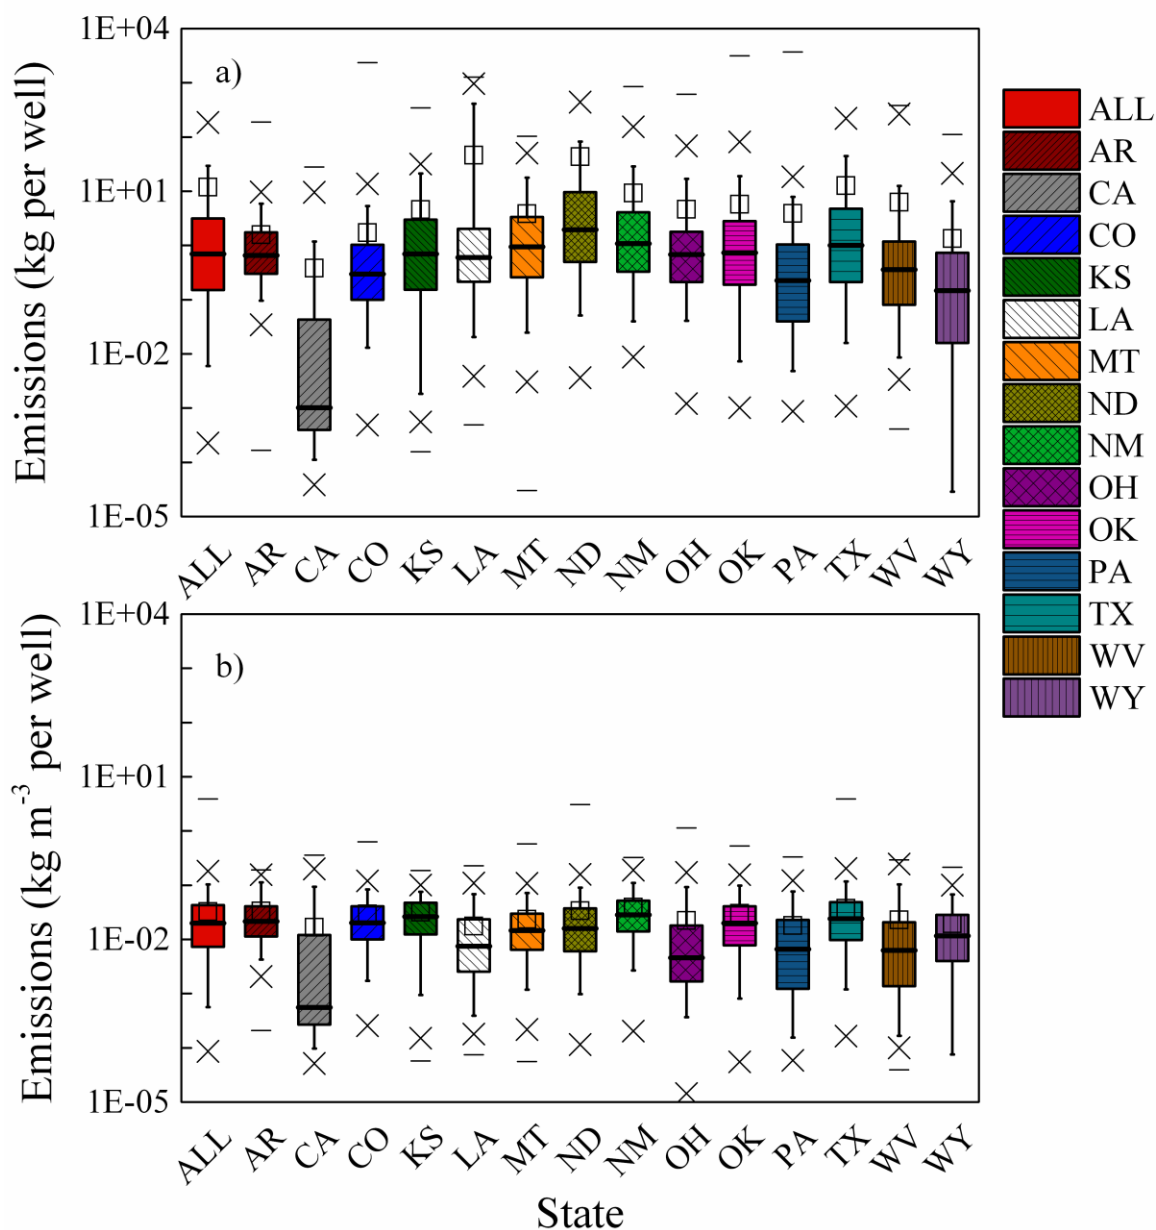 Emissions (kg per well)
1E+04
1E+01
1E-02
1E-05
a)
ALL AR CA CO KS LA MT ND NM OH OK PA TX WV WY
ALL
AR
CA
CO
KS
LA
MT
ND
NM
OH
OK
PA
TX
WV
WY
Emissions (kg m⁻³ per well)
1E+04
1E+01
1E-02
1E-05
b)
ALL AR CA CO KS LA MT ND NM OH OK PA TX WV WY
State